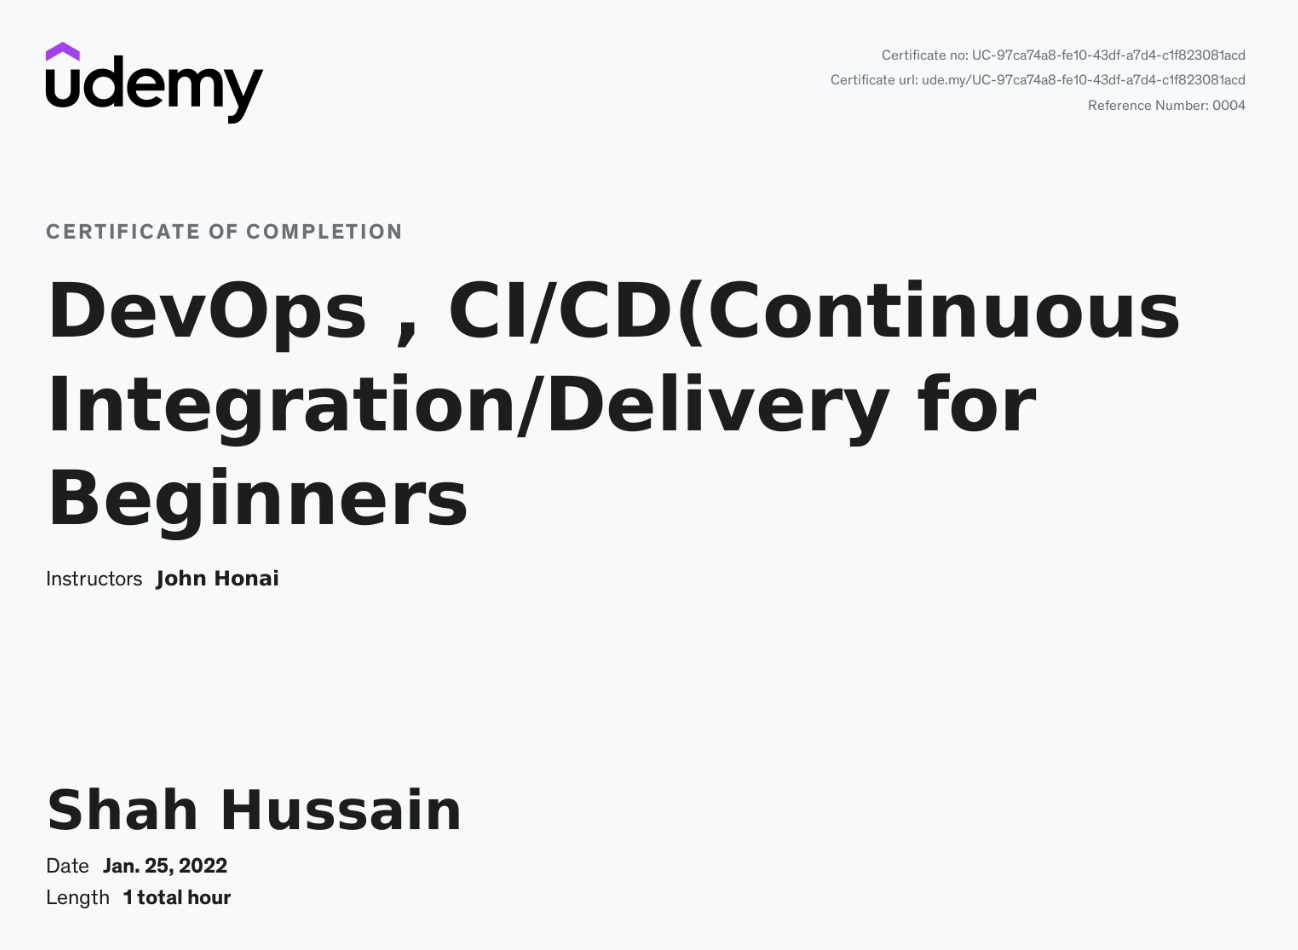 udemy
Certificate no: UC-97ca74a8-fe10-43df-a7d4-c1f823081acd
Certificate url: ude.my/UC-97ca74a8-fe10-43df-a7d4-c1f823081acd
Reference Number: 0004
CERTIFICATE OF COMPLETION
DevOps , CI/CD(Continuous
Integration/Delivery for
Beginners
Instructors John Honai
Shah Hussain
Date Jan. 25, 2022
Length 1 total hour